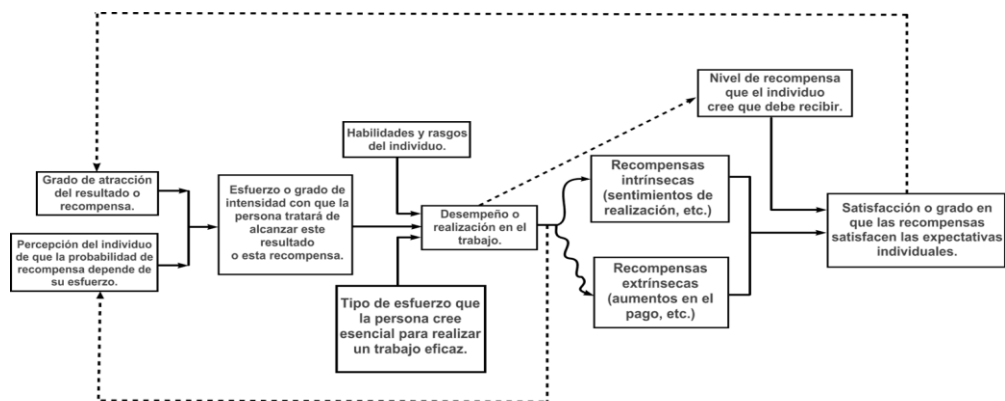 Grado de atracción
del resultado o
recompensa.
Percepción del individuo
de que la probabilidad de
recompensa depende de
su esfuerzo.
Esfuerzo o grado de
intensidad con que la
persona tratará de
alcanzar este
resultado
o esta recompensa.
Habilidades y rasgos
del individuo.
Desempeño o
realización en el
trabajo.
Tipo de esfuerzo que
la persona cree
esencial para realizar
un trabajo eficaz.
Nivel de recompensa
que el individuo
cree que debe recibir.
Recompensas
intrínsecas
(sentimientos de
realización, etc.)
Recompensas
extrínsecas
(aumentos en el
pago, etc.)
Satisfacción o grado en
que las recompensas
satisfacen las expectativas
individuales.